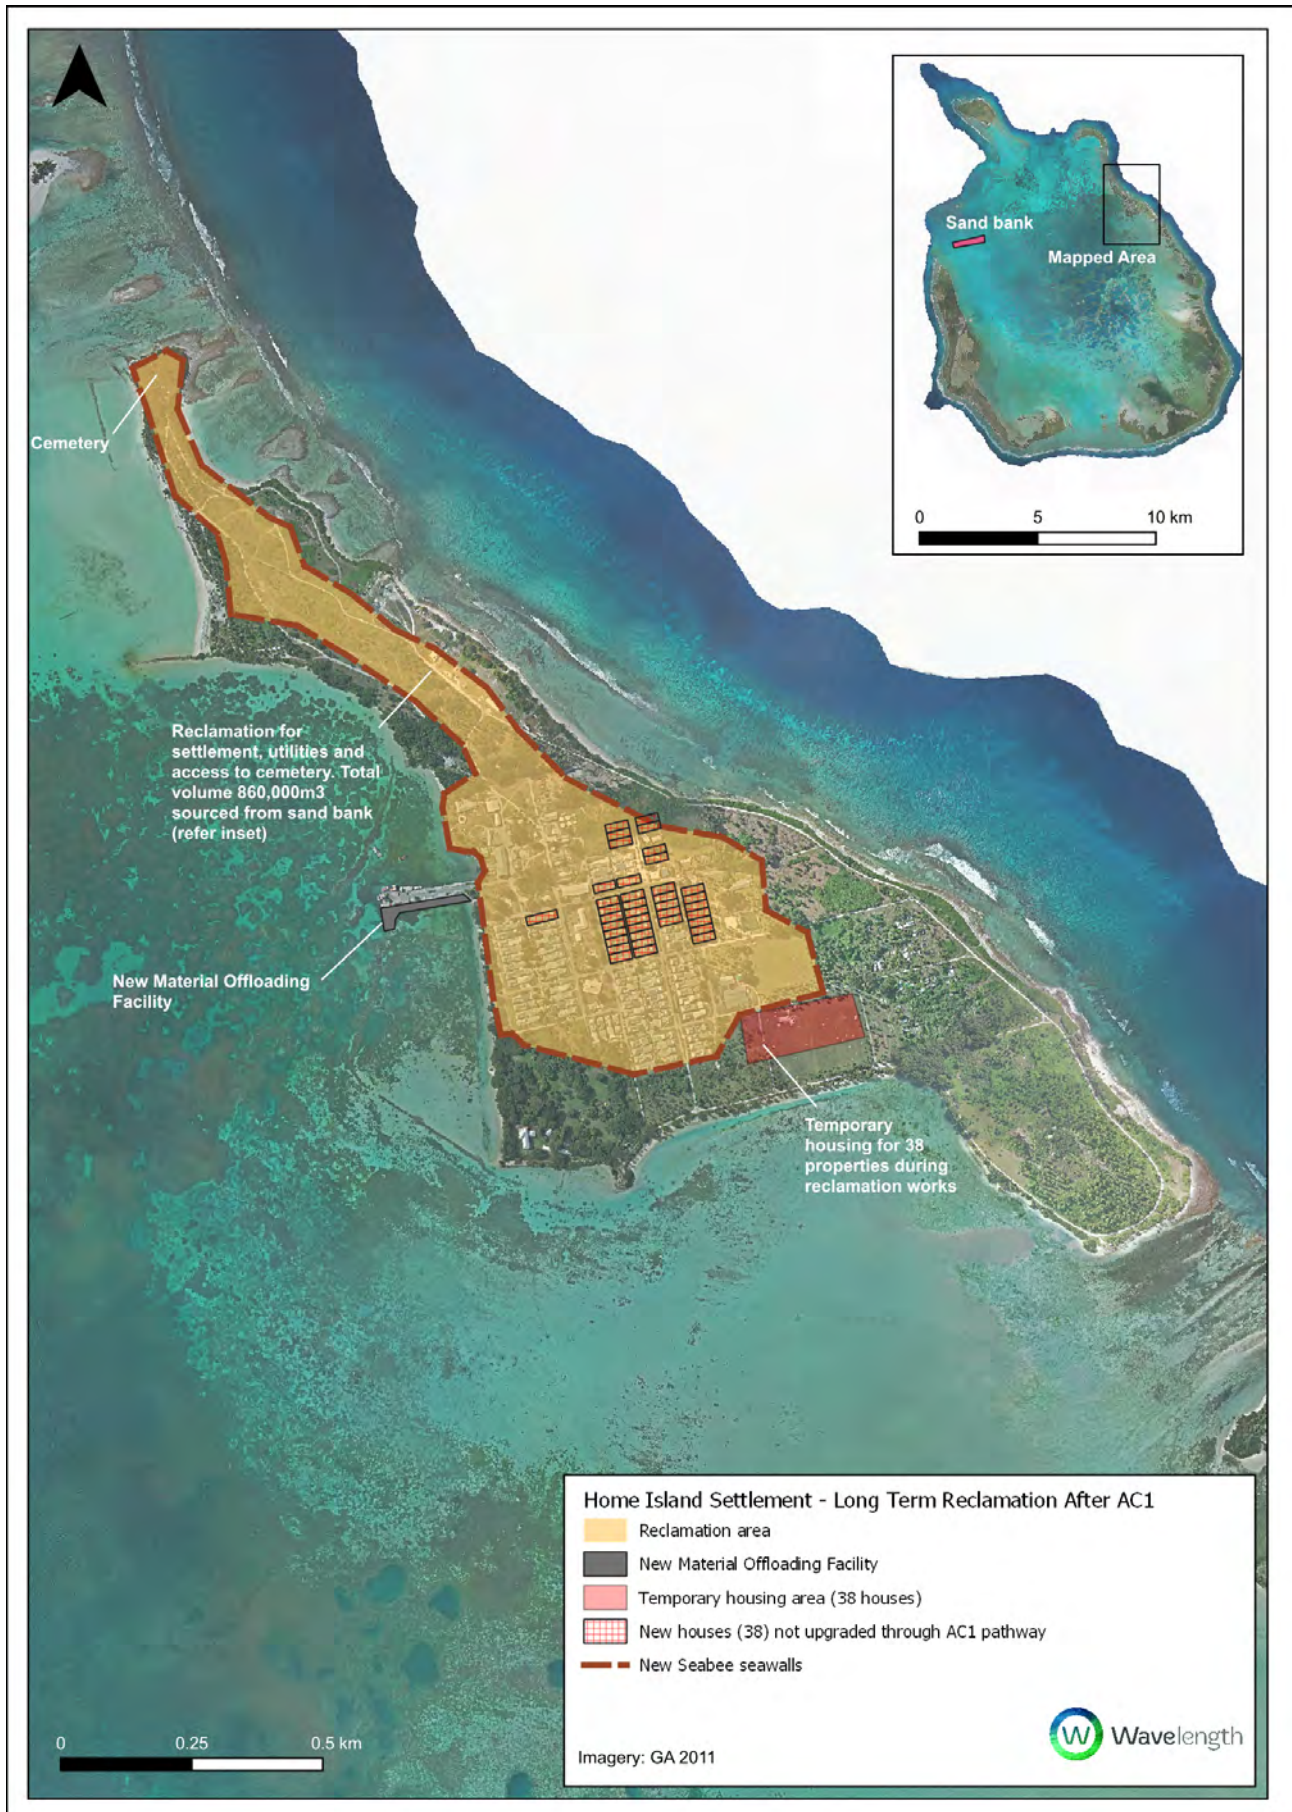 Sand bank
Mapped Area
0 5 10 km
Cemetery
Reclamation for
settlement, utilities and
access to cemetery. Total
volume 860,000m3
sourced from sand bank
(refer inset)
New Material Offloading
Facility
Temporary
housing for 38
properties during
reclamation works
Home Island Settlement - Long Term Reclamation After AC1
Reclamation area
New Material Offloading Facility
Temporary housing area (38 houses)
New houses (38) not upgraded through AC1 pathway
New Seabee seawalls
W Wavelength
Imagery: GA 2011
0 0.25 0.5 km